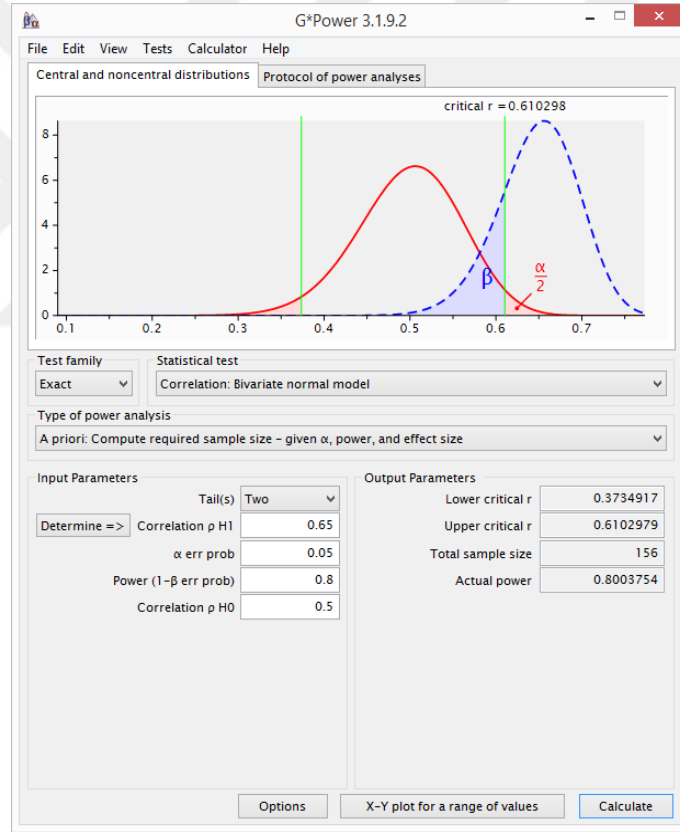 G*Power 3.1.9.2
File Edit View Tests Calculator Help
Central and noncentral distributions Protocol of power analyses
critical r = 0.610298
8
6
4
2
0
β
α
2
0.1 0.2 0.3 0.4 0.5 0.6 0.7
Test family Statistical test
Exact Correlation: Bivariate normal model
Type of power analysis
A priori: Compute required sample size - given α, power, and effect size
Input Parameters Output Parameters
Tail(s) Two Lower critical r 0.3734917
Determine => Correlation ρ H1 0.65 Upper critical r 0.6102979
α err prob 0.05 Total sample size 156
Power (1-β err prob) 0.8 Actual power 0.8003754
Correlation ρ H0 0.5
Options X-Y plot for a range of values Calculate